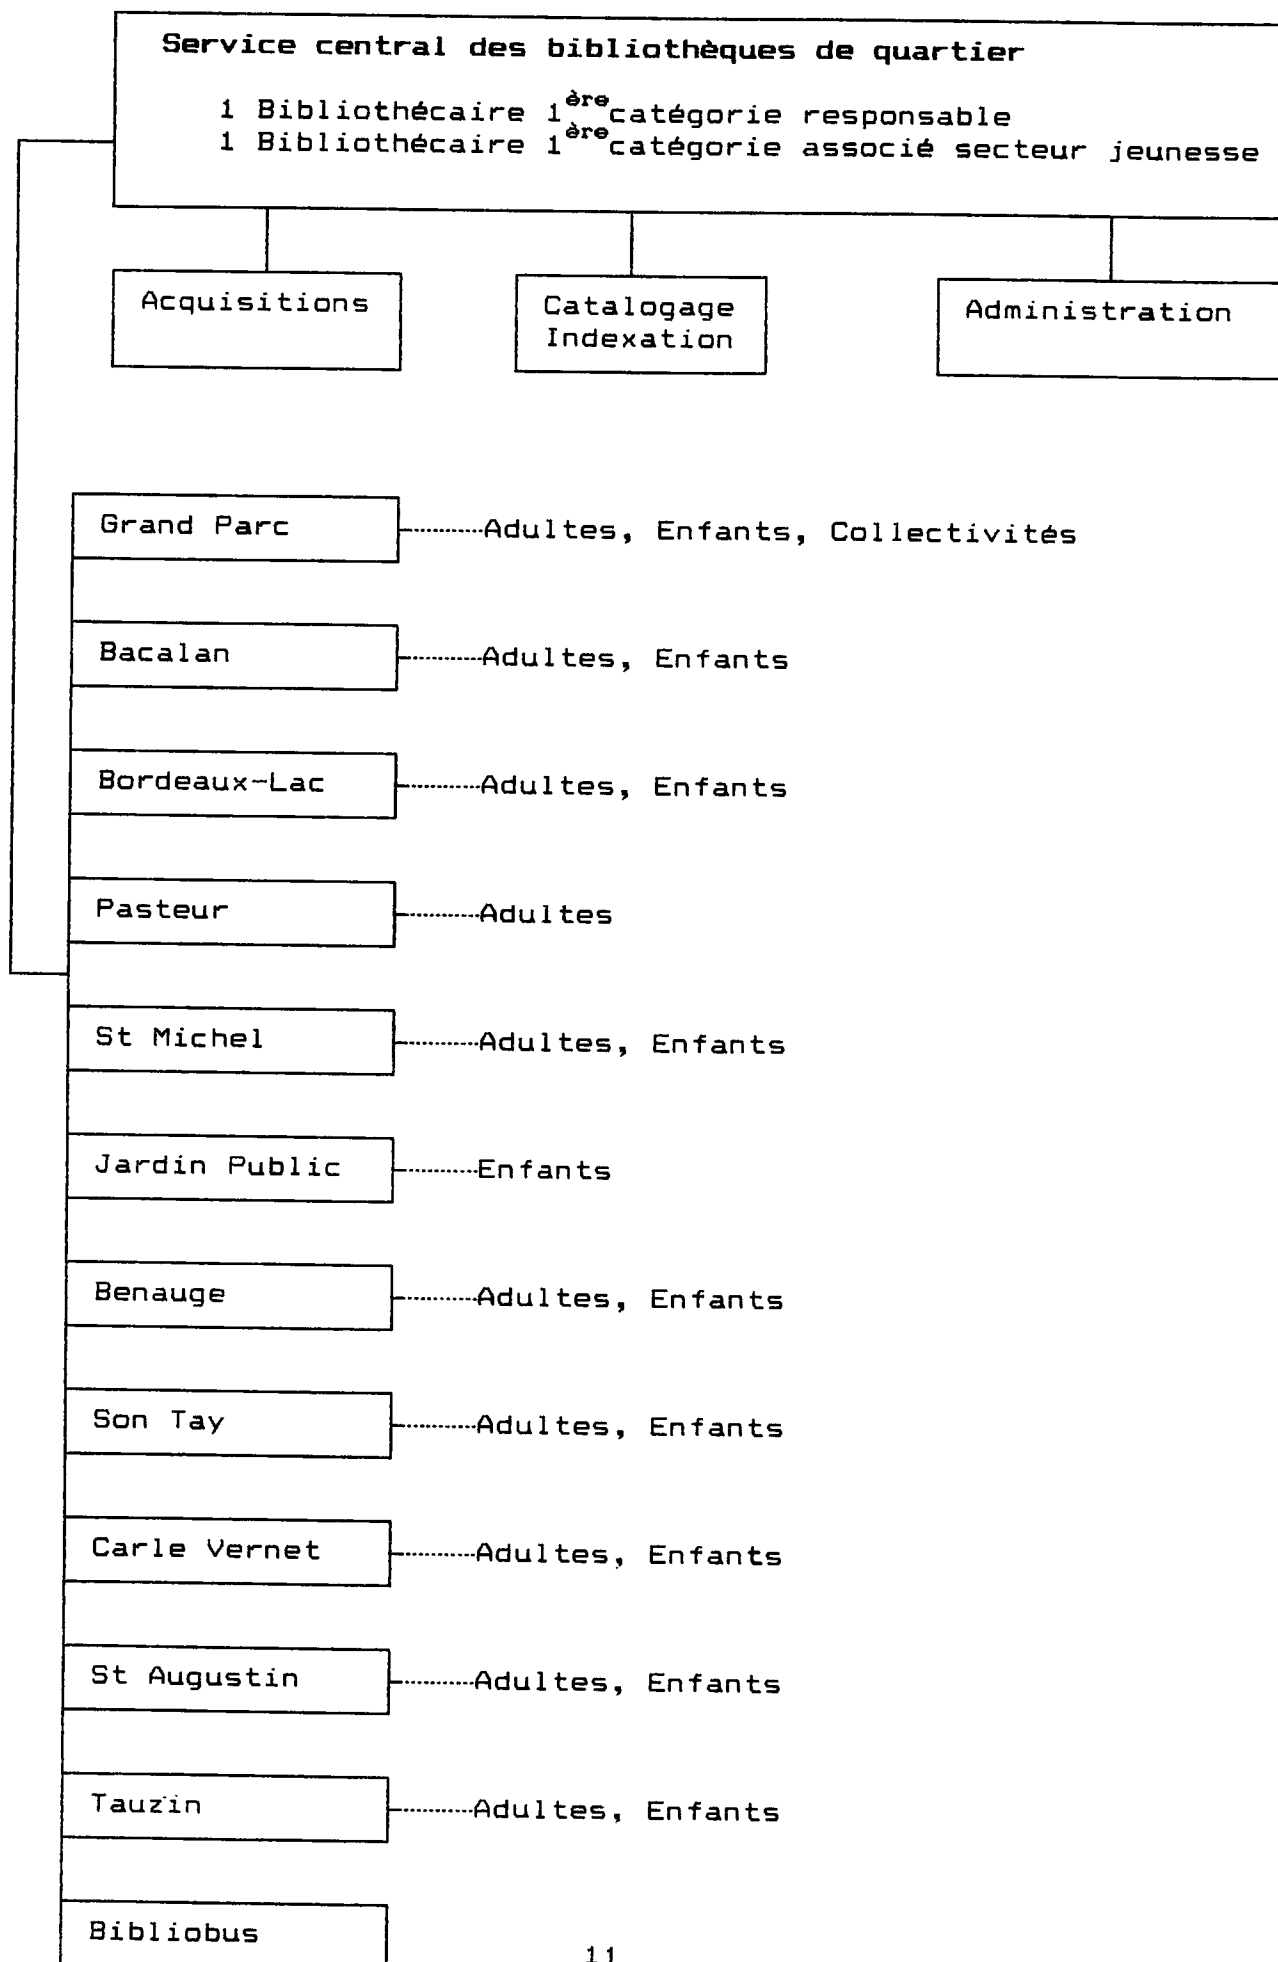 Service central des bibliothèques de quartier
1 Bibliothécaire 1ère catégorie responsable
1 Bibliothécaire 1ère catégorie associé secteur jeunesse
Acquisitions
Catalogage
Indexation
Administration
Grand Parc Adultes, Enfants, Collectivités
Bacalan Adultes, Enfants
Bordeaux-Lac Adultes, Enfants
Pasteur Adultes
St Michel Adultes, Enfants
Jardin Public Enfants
Benauge Adultes, Enfants
Son Tay Adultes, Enfants
Carle Vernet Adultes, Enfants
St Augustin Adultes, Enfants
Tauzin Adultes, Enfants
Bibliobus
11